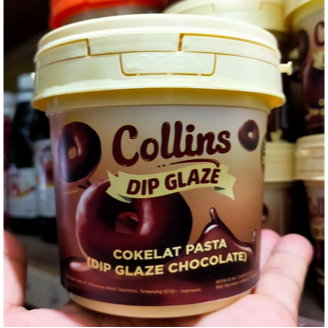 OPEN
Collins
DIP GLAZE
COKELAT PASTA
(DIP GLAZE CHOCOLATE)